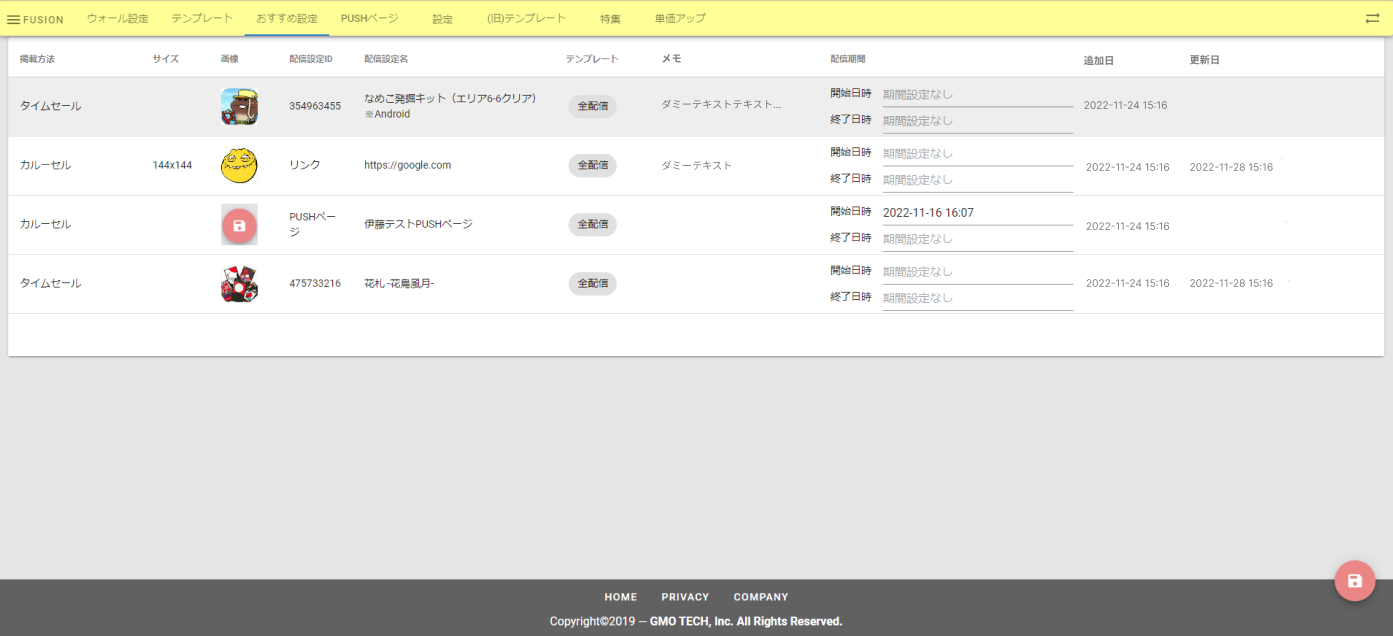 FUSION ウォール設定 テンプレート おすすめ設定 PUSHページ 設定 (旧)テンプレート 特集 単価アップ
掲載方法 サイズ 画像 配信設定ID 配信設定名 テンプレート メモ 配信期間 追加日 更新日
タイムセール 354963455 なめこ発掘キット（エリア6-6クリア）
※Android
全配信 ダミーテキストテキスト...
開始日時 期間設定なし
終了日時 期間設定なし
2022-11-24 15:16
カルーセル 144x144 リンク https://google.com 全配信 ダミーテキスト
開始日時 期間設定なし
終了日時 期間設定なし
2022-11-24 15:16 2022-11-28 15:16
カルーセル PUSHペー
ジ
伊藤テストPUSHページ 全配信
開始日時 2022-11-16 16:07
終了日時 期間設定なし
2022-11-24 15:16
タイムセール 475733216 花札 -花鳥風月- 全配信
開始日時 期間設定なし
終了日時 期間設定なし
2022-11-24 15:16 2022-11-28 15:16
HOME PRIVACY COMPANY
Copyright©2019 — GMO TECH, Inc. All Rights Reserved.